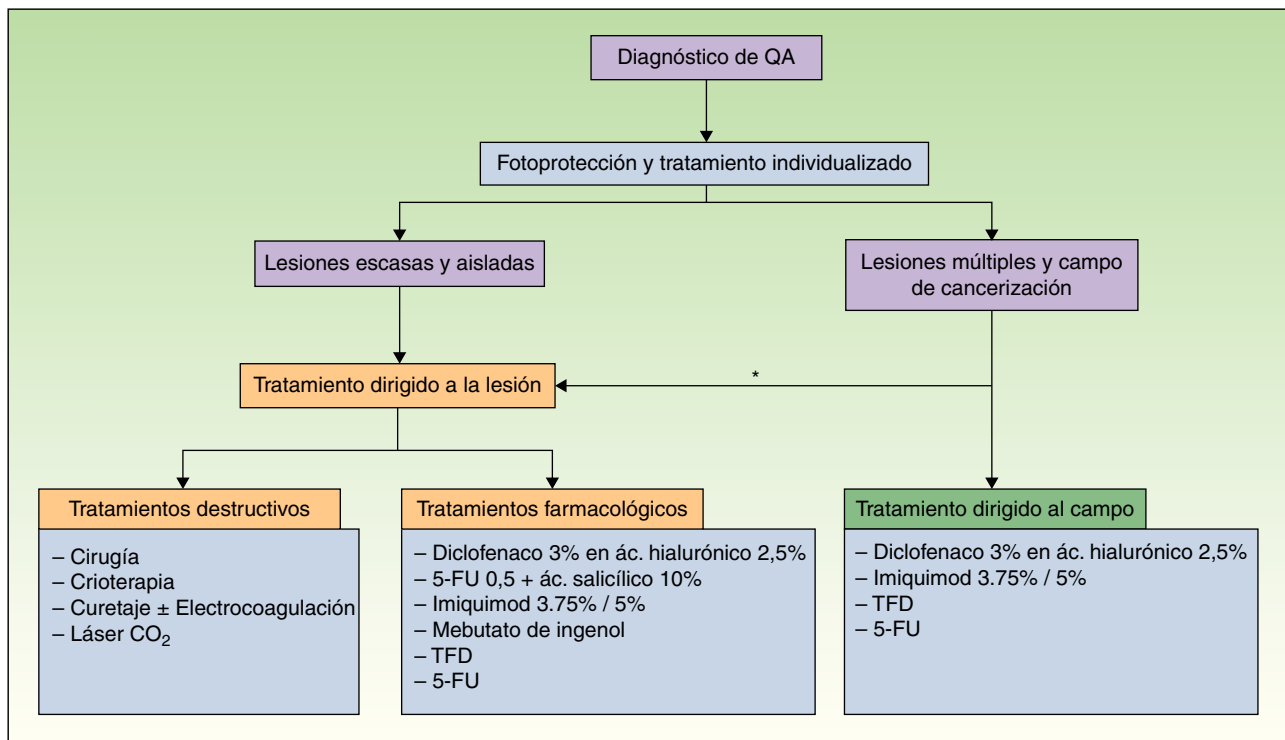 Diagnóstico de QA
Fotoprotección y tratamiento individualizado
Lesiones escasas y aisladas
Lesiones múltiples y campo
de cancerización
Tratamiento dirigido a la lesión
*
Tratamientos destructivos
– Cirugía
– Crioterapia
– Curetaje ± Electrocoagulación
– Láser CO₂
Tratamientos farmacológicos
– Diclofenaco 3% en ác. hialurónico 2,5%
– 5-FU 0,5 + ác. salicílico 10%
– Imiquimod 3.75% / 5%
– Mebutato de ingenol
– TFD
– 5-FU
Tratamiento dirigido al campo
– Diclofenaco 3% en ác. hialurónico 2,5%
– Imiquimod 3.75% / 5%
– TFD
– 5-FU